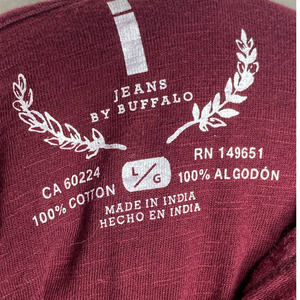 JEANS
BY BUFFALO
CA 60224
L/G
RN 149651
100% COTTON
100% ALGODÓN
MADE IN INDIA
HECHO EN INDIA